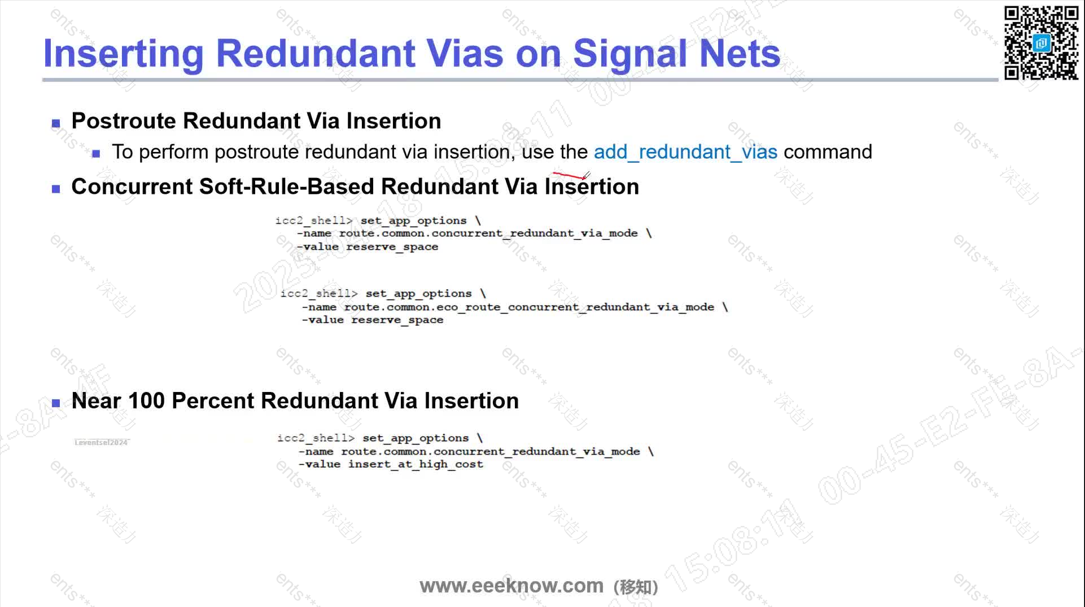 Inserting Redundant Vias on Signal Nets
Postroute Redundant Via Insertion
To perform postroute redundant via insertion, use the add_redundant_vias command
Concurrent Soft-Rule-Based Redundant Via Insertion
icc2_shell> set_app_options \
-name route.common.concurrent_redundant_via_mode \
-value reserve_space
icc2_shell> set_app_options \
-name route.common.eco_route_concurrent_redundant_via_mode \
-value reserve_space
Near 100 Percent Redundant Via Insertion
icc2_shell> set_app_options \
-name route.common.concurrent_redundant_via_mode \
-value insert_at_high_cost
www.eeeknow.com（移知）